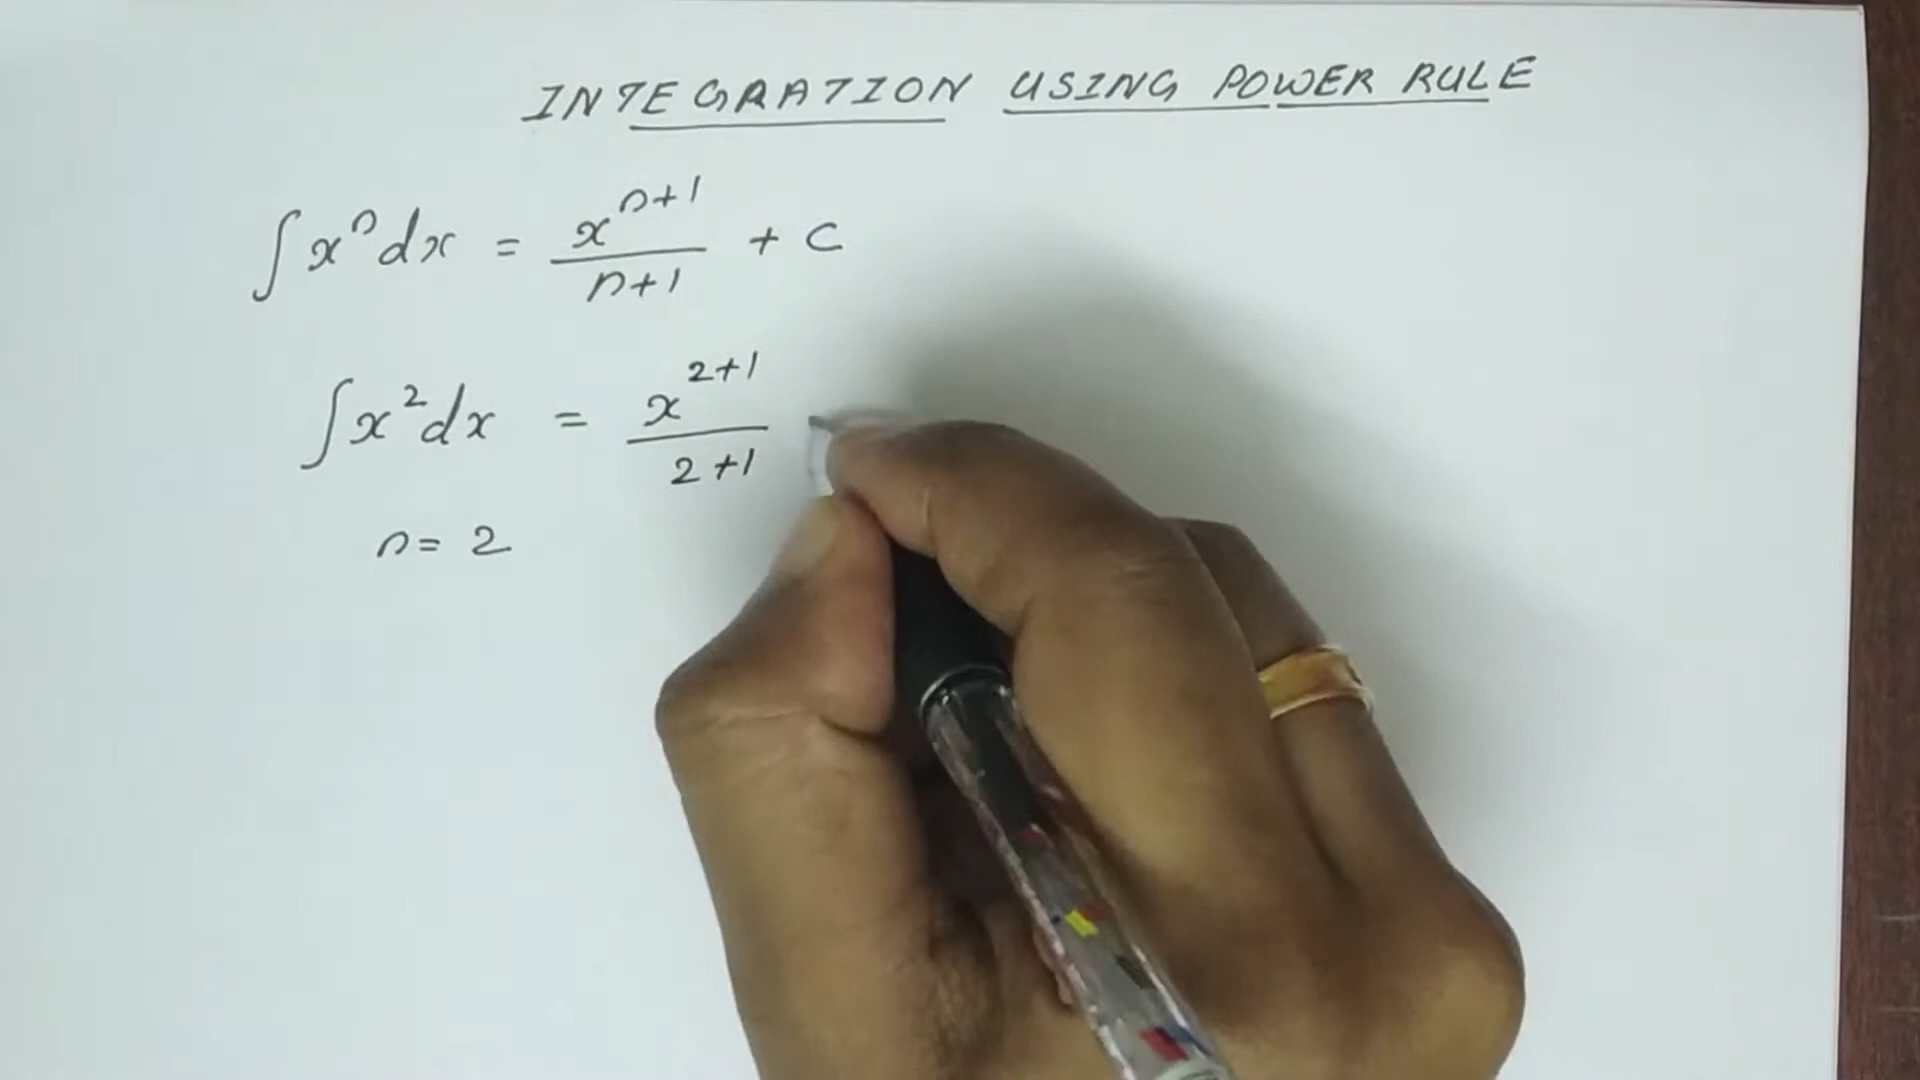 INTEGRATION USING POWER RULE
∫xⁿdx = xⁿ⁺¹/n+1 + C
∫x²dx = x²⁺¹/2+1
n = 2